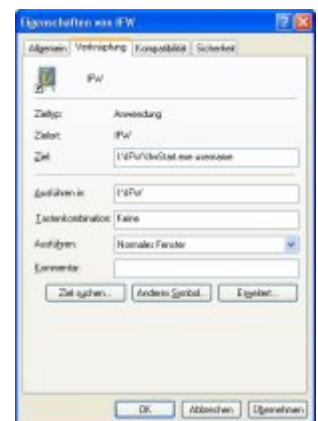 Eigenschaften von IFW
Allgemein Verknüpfung Kompatibilität Sicherheit
IFW
Zieltyp: Anwendung
Zielort: IFW
Ziel: username
Ausführen in:
Tastenkombination: Keine
Ausführen: Normales Fenster
Kommentar:
Ziel suchen... Anderes Symbol... Erweitert...
OK Abbrechen Übernehmen